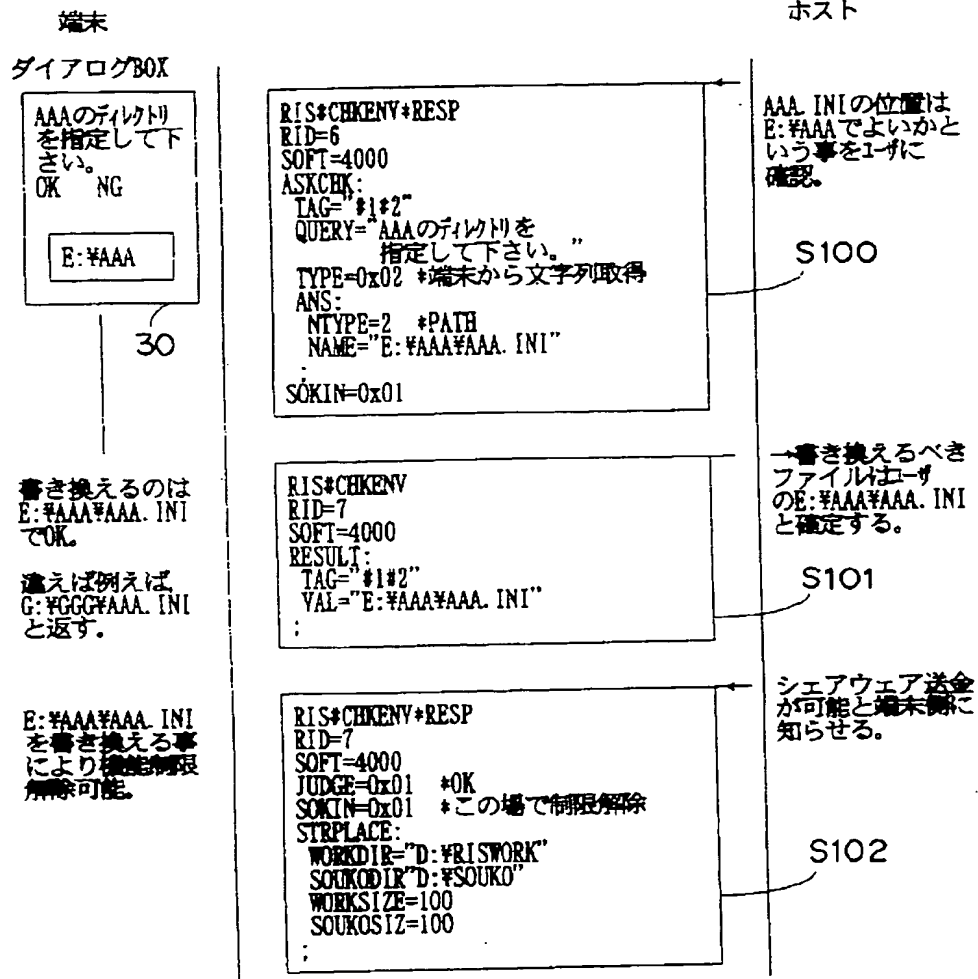 端末
ホスト
ダイアログBOX
AAAのディレクトリ
を指定して下
さい。
OK NG
E:¥AAA
30
RIS*CHKENV*RESP
RID=6
SOFT=4000
ASKCHK:
TAG="*1*2"
QUERY="AAAのディレクトリを
指定して下さい。"
TYPE=0x02 *端末から文字列取得
ANS:
NTYPE=2 *PATH
NAME="E:¥AAA¥AAA.INI"
:
SOKIN=0x01
AAA.INIの位置は
E:¥AAAでよいかと
いう事をユーザに
確認。
S100
書き換えるのは
E:¥AAA¥AAA.INI
でOK。
違えば例えば、
G:¥GGG¥AAA.INI
と返す。
RIS*CHKENV
RID=7
SOFT=4000
RESULT:
TAG="*1*2"
VAL="E:¥AAA¥AAA.INI"
:
→書き換えるべき
ファイルはユーザ
のE:¥AAA¥AAA.INI
と確定する。
S101
E:¥AAA¥AAA.INI
を書き換える事
により機能制限
解除可能。
RIS*CHKENV*RESP
RID=7
SOFT=4000
JUDGE=0x01 *OK
SOKIN=0x01 *この場で制限解除
STRPLACE:
WORKDIR="D:¥RISWORK"
SOUKODIR"D:¥SOUKO"
WORKSIZE=100
SOUKOSIZ=100
:
シェアウェア送金
が可能と端末側に
知らせる。
S102